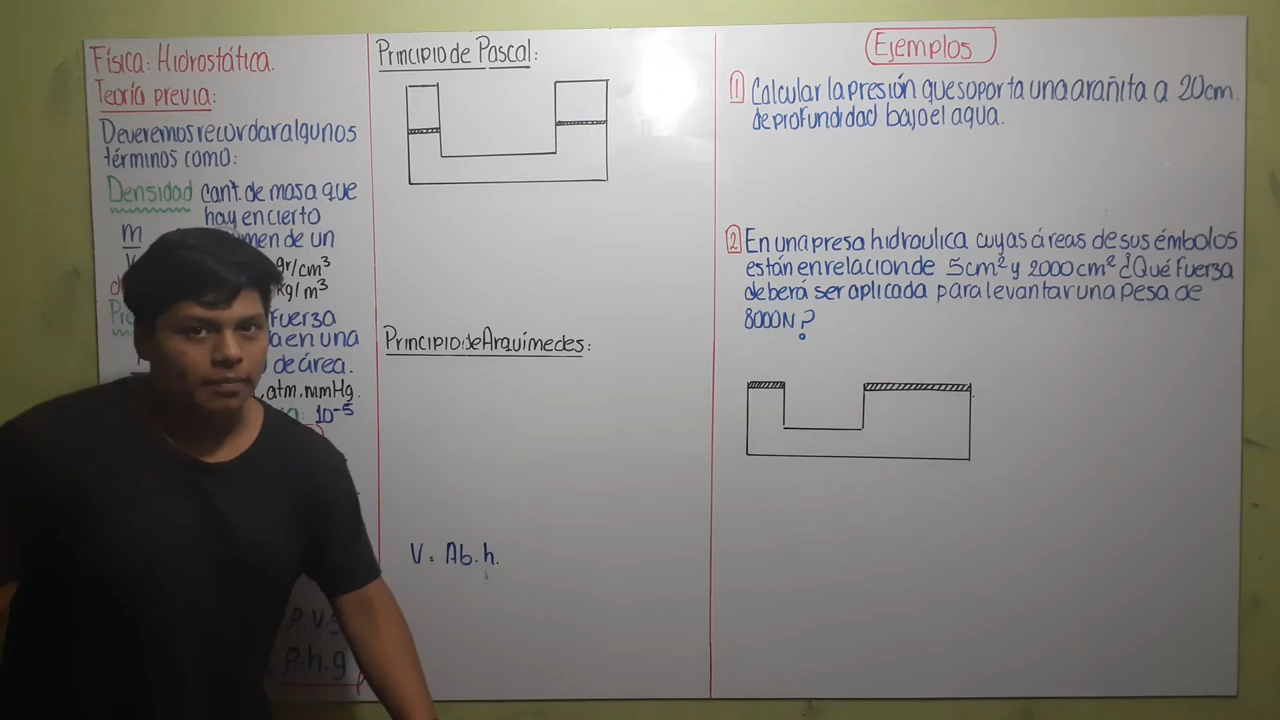 Física: Hidrostática.
Teoría previa:
Deveremos recordar algunos
términos como:
Densidad cant. de masa que
hay en cierto
m
men de un
gr/cm³
kg/m³
fuerza
a en una
de área.
, atm, mmHg.
10⁻⁵
P.V.g
P.h.g
Principio de Pascal:
Principio de Arquímedes:
V = Ab.h.
Ejemplos
1 Calcular la presión que soporta una arañita a 20cm.
de profundidad bajo el agua.
2 En una presa hidraulica cuyas áreas de sus émbolos
están en relacion de 5cm² y 2000cm² ¿Qué fuerza
deberá ser aplicada para levantar una pesa de
8000N?